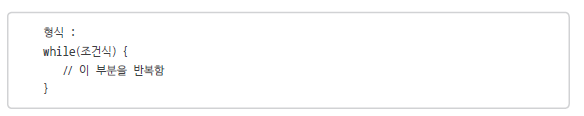 형식 :
while(조건식) {
// 이 부분을 반복함
}